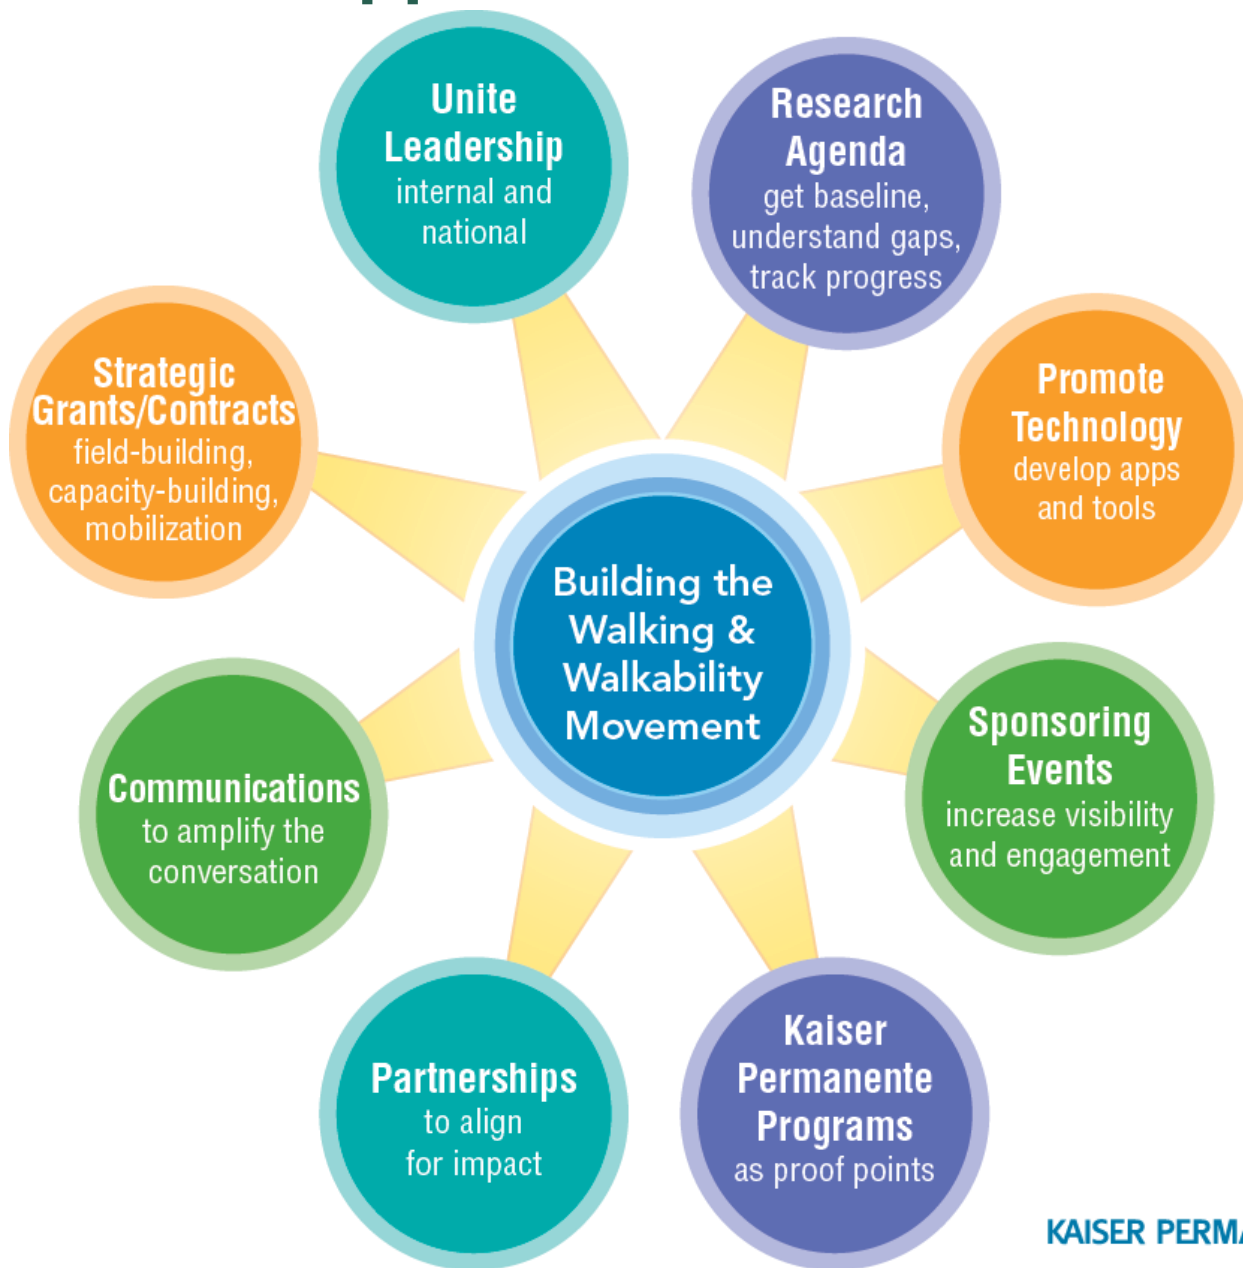 Unite
Leadership
internal and
national
Research
Agenda
get baseline,
understand gaps,
track progress
Promote
Technology
develop apps
and tools
Sponsoring
Events
increase visibility
and engagement
Kaiser
Permanente
Programs
as proof points
Partnerships
to align
for impact
Communications
to amplify the
conversation
Strategic
Grants/Contracts
field-building,
capacity-building,
mobilization
Building the
Walking &
Walkability
Movement
KAISER